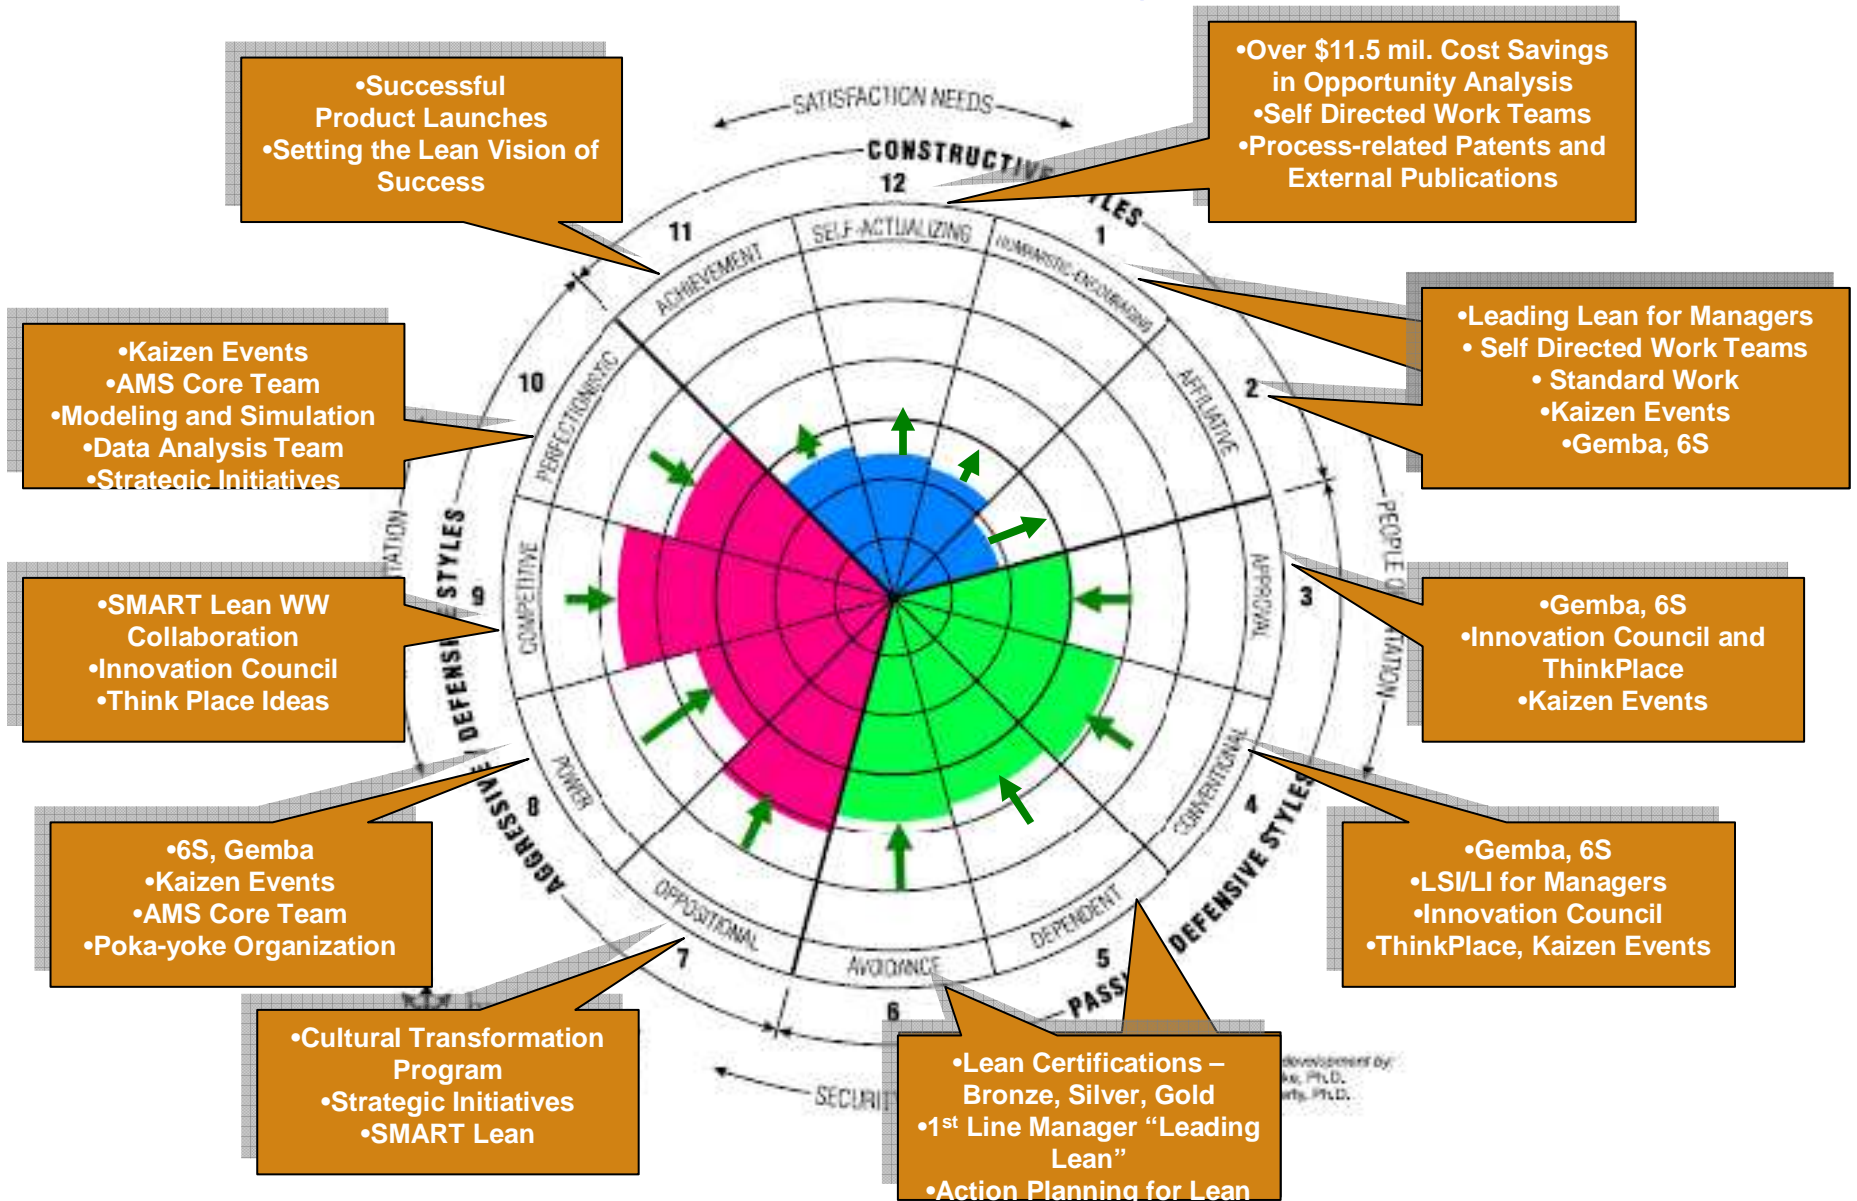 •Successful
Product Launches
•Setting the Lean Vision of
Success
•Over $11.5 mil. Cost Savings
in Opportunity Analysis
•Self Directed Work Teams
•Process-related Patents and
External Publications
SATISFACTION NEEDS
CONSTRUCTIVE
12
11
1
SELF-ACTUALIZING
ACHIEVEMENT
HUMANISTIC-ENCOURAGING
•Kaizen Events
•AMS Core Team
•Modeling and Simulation
•Data Analysis Team
•Strategic Initiatives
10
PERFECTIONISTIC
AFFILIATIVE
2
•Leading Lean for Managers
• Self Directed Work Teams
• Standard Work
•Kaizen Events
•Gemba, 6S
•SMART Lean WW
Collaboration
•Innovation Council
•Think Place Ideas
DEFENSIVE STYLES
9
COMPETITIVE
APPROVAL
3
PEOPLE
•Gemba, 6S
•Innovation Council and
ThinkPlace
•Kaizen Events
•6S, Gemba
•Kaizen Events
•AMS Core Team
•Poka-yoke Organization
8
POWER
AGGRESSIVE
CONVENTIONAL
4
DEFENSIVE STYLES
•Gemba, 6S
•LSI/LI for Managers
•Innovation Council
•ThinkPlace, Kaizen Events
OPPOSITIONAL
7
AVOIDANCE
6
DEPENDENT
5
•Cultural Transformation
Program
•Strategic Initiatives
•SMART Lean
•Lean Certifications –
Bronze, Silver, Gold
•1st Line Manager “Leading
Lean”
•Action Planning for Lean
development by:
Ph.D.
Ph.D.